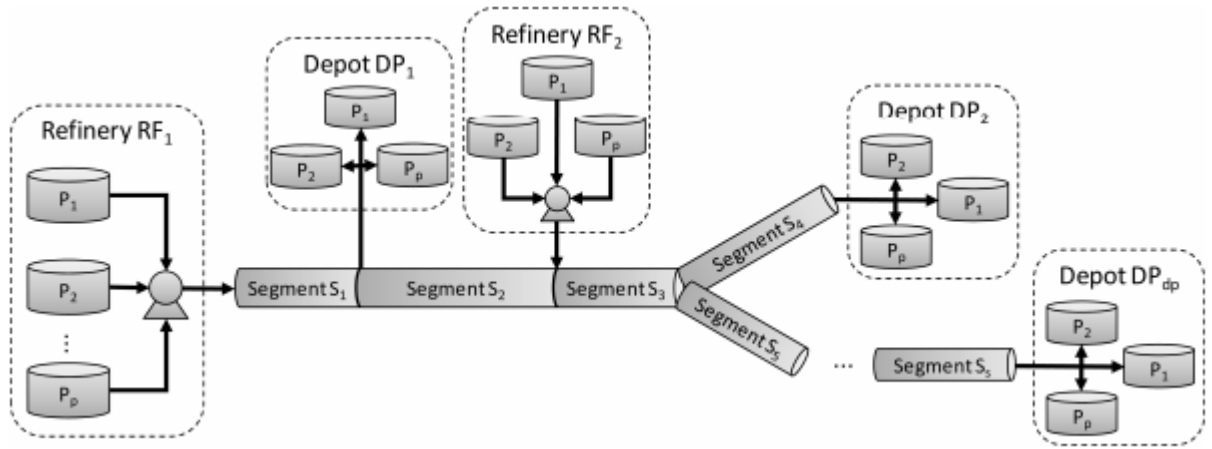 Refinery RF₁
P₁
P₂
⋮
Pₚ
Depot DP₁
P₁
P₂
Pₚ
Refinery RF₂
P₁
P₂
Pₚ
Segment S₁
Segment S₂
Segment S₃
Segment S₄
Segment S₅
...
Segment Sₛ
Depot DP₂
P₂
P₁
Pₚ
Depot DP_dp
P₂
P₁
Pₚ